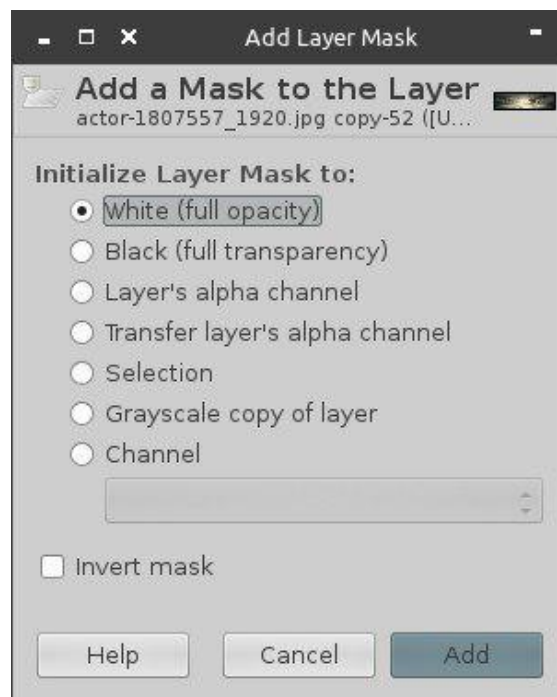 Add Layer Mask
Add a Mask to the Layer
actor-1807557_1920.jpg copy-52 ([U...
Initialize Layer Mask to:
White (full opacity)
Black (full transparency)
Layer's alpha channel
Transfer layer's alpha channel
Selection
Grayscale copy of layer
Channel
Invert mask
Help Cancel Add